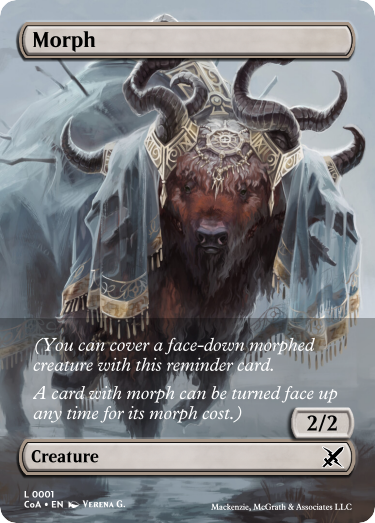 Morph
(You can cover a face-down morphed
creature with this reminder card.
A card with morph can be turned face up
any time for its morph cost.)
2/2
Creature
L 0001
CoA • EN Verena G.
Mackenzie, McGrath & Associates LLC